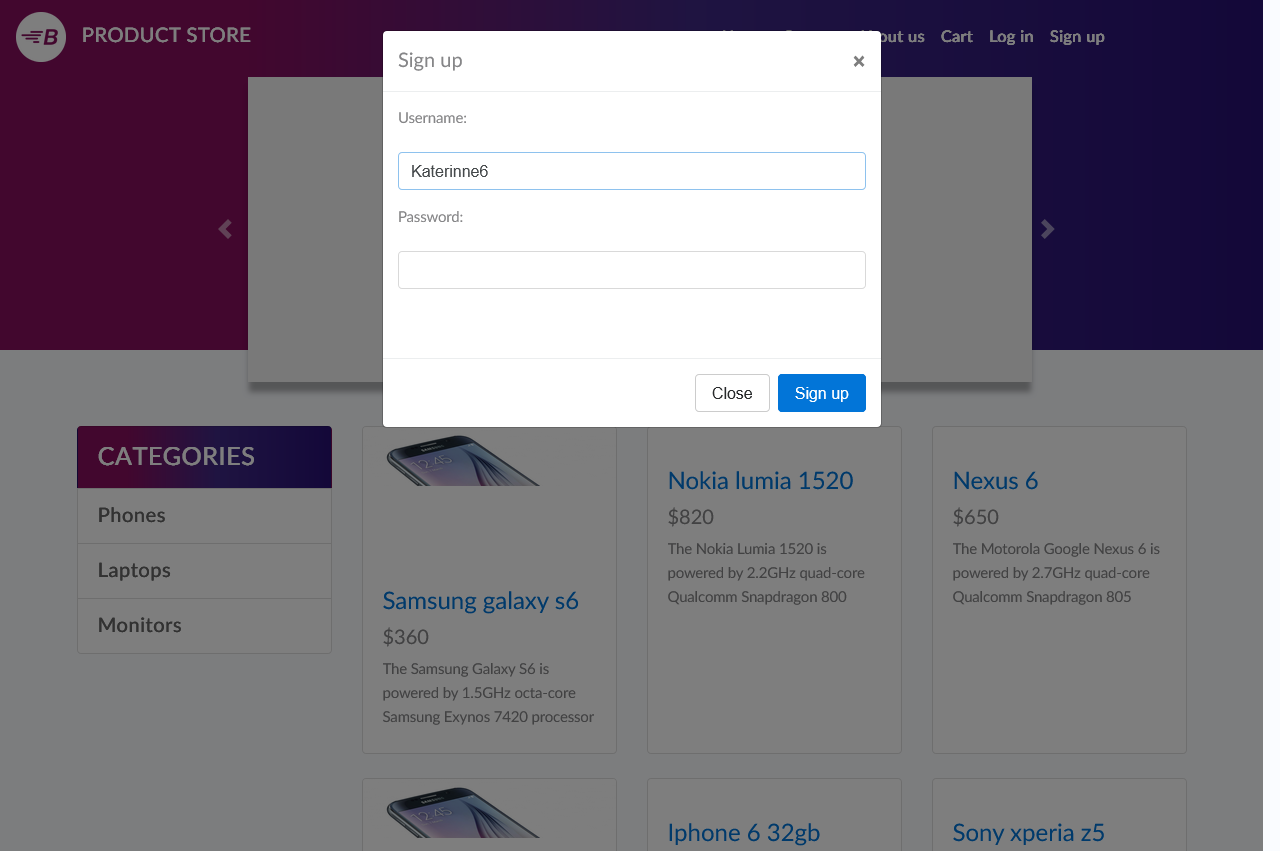 B PRODUCT STORE
out us Cart Log in Sign up
Sign up ×
Username:
Katerinne6
Password:
Close Sign up
CATEGORIES
Phones
Laptops
Monitors
12:45
Samsung galaxy s6
$360
The Samsung Galaxy S6 is
powered by 1.5GHz octa-core
Samsung Exynos 7420 processor
Nokia lumia 1520
$820
The Nokia Lumia 1520 is
powered by 2.2GHz quad-core
Qualcomm Snapdragon 800
Nexus 6
$650
The Motorola Google Nexus 6 is
powered by 2.7GHz quad-core
Qualcomm Snapdragon 805
Iphone 6 32gb
Sony xperia z5